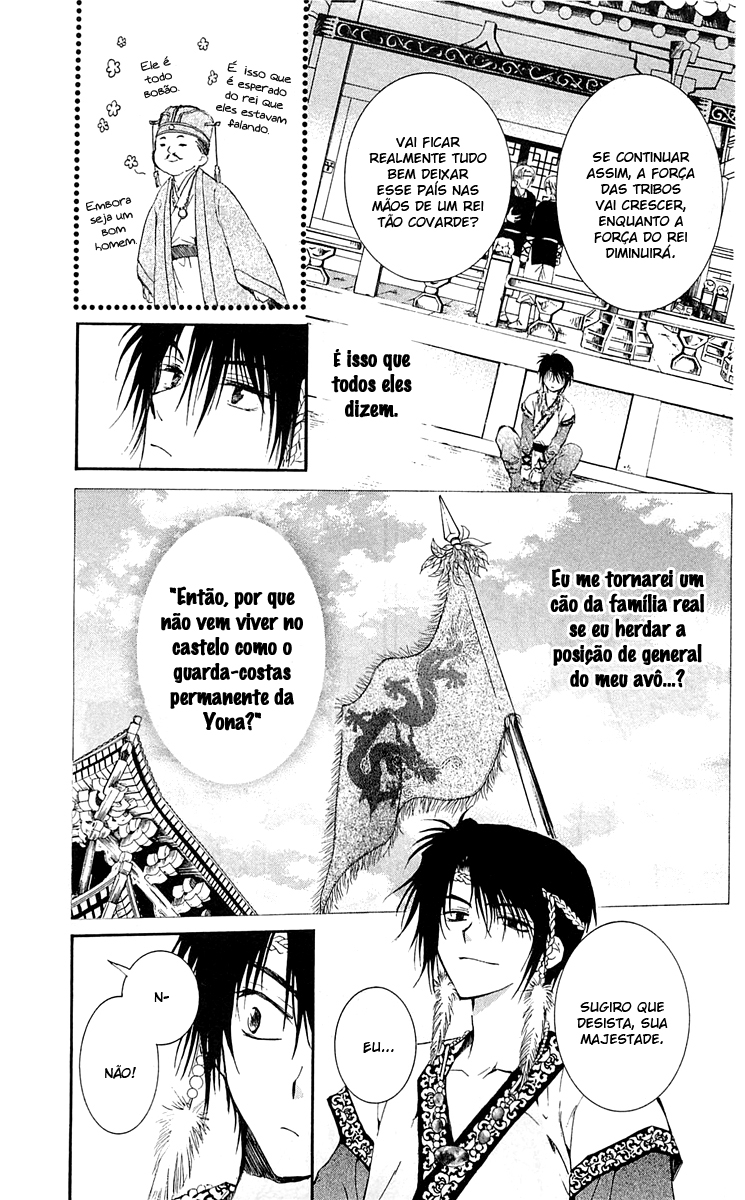 SE CONTINUAR
ASSIM, A FORÇA
DAS TRIBOS
VAI CRESCER,
ENQUANTO A
FORÇA DO REI
DIMINUIRÁ.
VAI FICAR
REALMENTE TUDO
BEM DEIXAR
ESSE PAÍS NAS
MÃOS DE UM REI
TÃO COVARDE?
É isso que
é esperado
do rei que
eles estavam
falando.
Ele é
todo
bobão.
Embora
seja um
bom
homem.
É isso que
todos eles
dizem.
Eu me tornarei um
cão da família real
se eu herdar a
posição de general
do meu avô...?
"Então, por que
não vem viver no
castelo como o
guarda-costas
permanente da
Yona?"
SUGIRO QUE
DESISTA, SUA
MAJESTADE.
EU...
N-
NÃO!